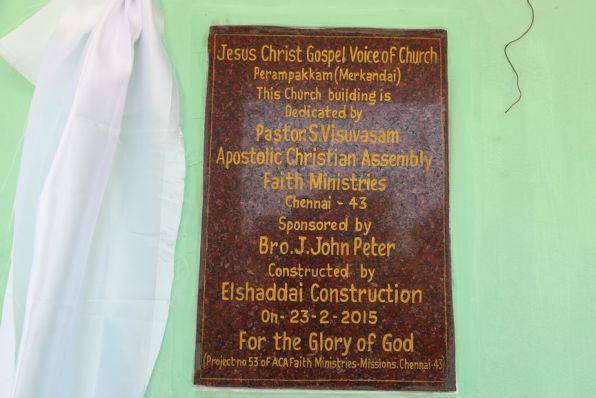 Jesus Christ Gospel Voice of Church
Perampakkam (Merkandai)
This Church building is
Dedicated by
Pastor.S.Visuvasam
Apostolic Christian Assembly
Faith Ministries
Chennai - 43
Sponsored by
Bro.J.John Peter
Constructed by
Elshaddai Construction
On- 23-2-2015
For the Glory of God
(Project no 53 of ACA Faith Ministries-Missions. Chennai-43)